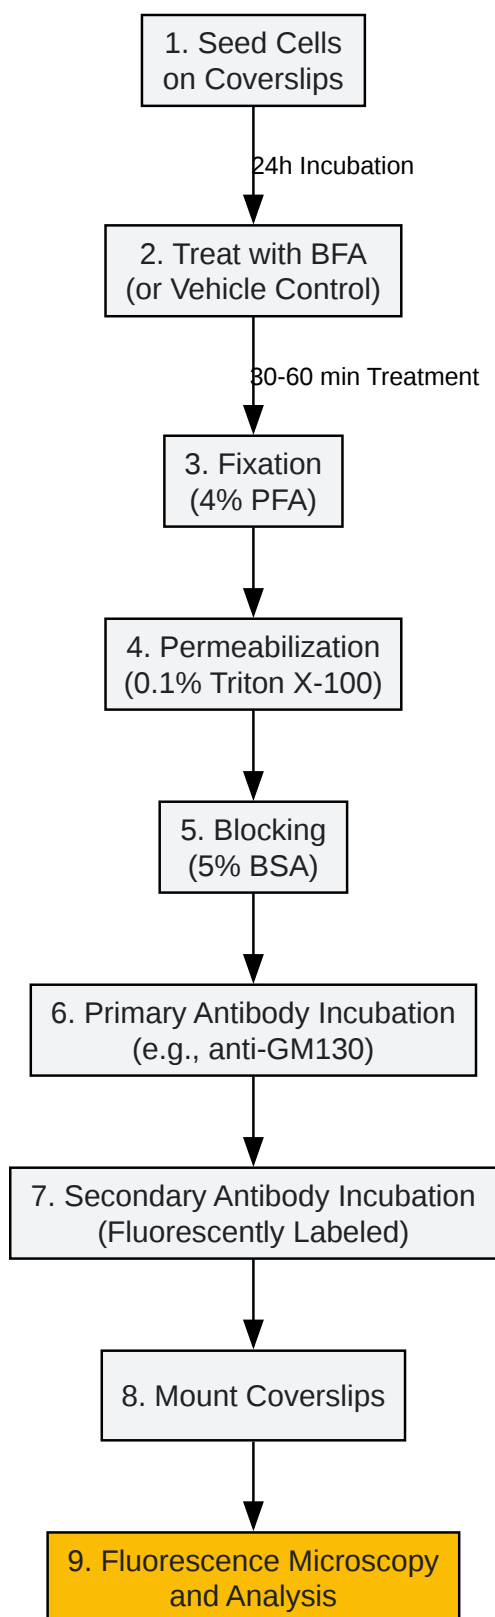 1. Seed Cells
on Coverslips
24h Incubation
2. Treat with BFA
(or Vehicle Control)
30-60 min Treatment
3. Fixation
(4% PFA)
4. Permeabilization
(0.1% Triton X-100)
5. Blocking
(5% BSA)
6. Primary Antibody Incubation
(e.g., anti-GM130)
7. Secondary Antibody Incubation
(Fluorescently Labeled)
8. Mount Coverslips
9. Fluorescence Microscopy
and Analysis